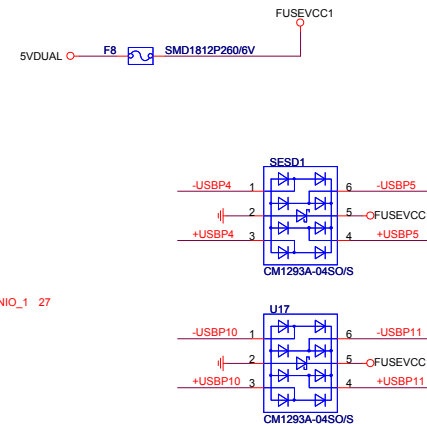 FUSEVCC1
5VDUAL F8 SMD1812P260/6V
SESD1
-USBP4 1 6 -USBP5
2 5 FUSEVCC
+USBP4 3 4 +USBP5
CM1293A-04SO/S
NIO_1 27
U17
-USBP10 1 6 -USBP11
2 5 FUSEVCC
+USBP10 3 4 +USBP11
CM1293A-04SO/S